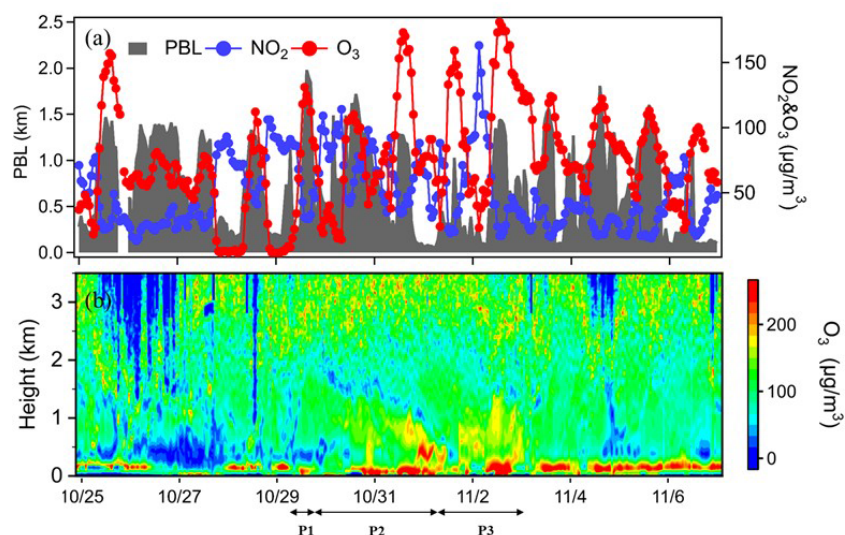 (a) PBL NO₂ O₃
2.5
2.0
1.5
1.0
0.5
0.0
PBL (km)
150
100
50
NO₂&O₃ (μg/m³)
(b)
3
2
1
0
Height (km)
200
100
0
O₃ (μg/m³)
10/25 10/27 10/29 10/31 11/2 11/4 11/6
P1 P2 P3